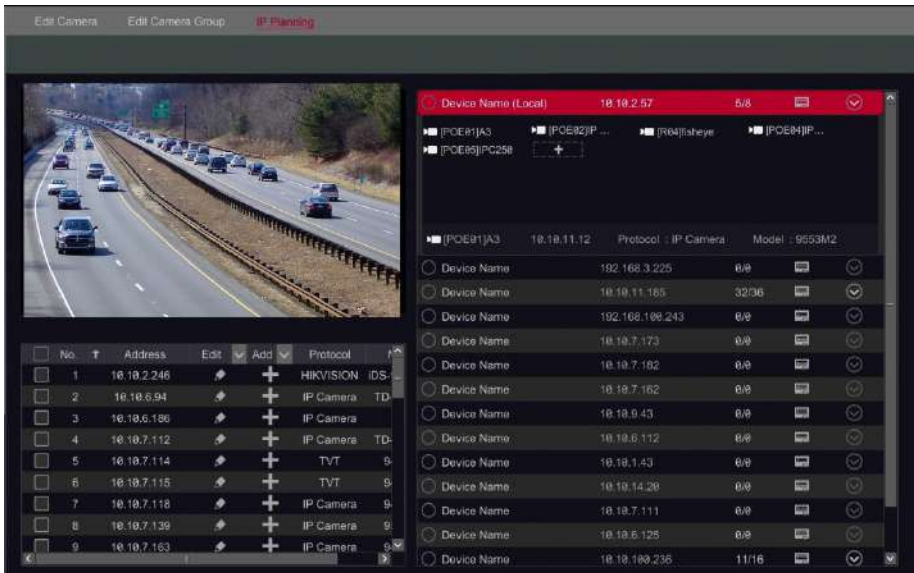 Edit Camera Edit Camera Group IP Planning
Device Name (Local) 10.10.2.57 5/8
[POE01]A3 [POE02]IP ... [R04]fisheye [POE04]IP...
[POE05]IPC250 +
[POE01]A3 10.10.11.12 Protocol : IP Camera Model : 9553M2
Device Name 192.168.3.225 0/0
Device Name 10.10.11.185 32/36
Device Name 192.168.100.243 0/0
Device Name 10.10.7.173 0/0
Device Name 10.10.7.182 0/0
Device Name 10.10.7.162 0/0
Device Name 10.10.9.43 0/0
Device Name 10.10.6.112 0/0
Device Name 10.10.1.43 0/0
Device Name 10.10.14.20 0/0
Device Name 10.10.7.111 0/0
Device Name 10.10.6.125 0/0
Device Name 10.10.100.236 11/16
No. Address Edit Add Protocol
1 10.10.2.246 HIKVISION iDS-
2 10.10.6.94 IP Camera TD-
3 10.10.6.186 IP Camera
4 10.10.7.112 IP Camera TD-
5 10.10.7.114 TVT 9
6 10.10.7.115 TVT 9
7 10.10.7.118 IP Camera 9
8 10.10.7.139 IP Camera 9
9 10.10.7.163 IP Camera 9